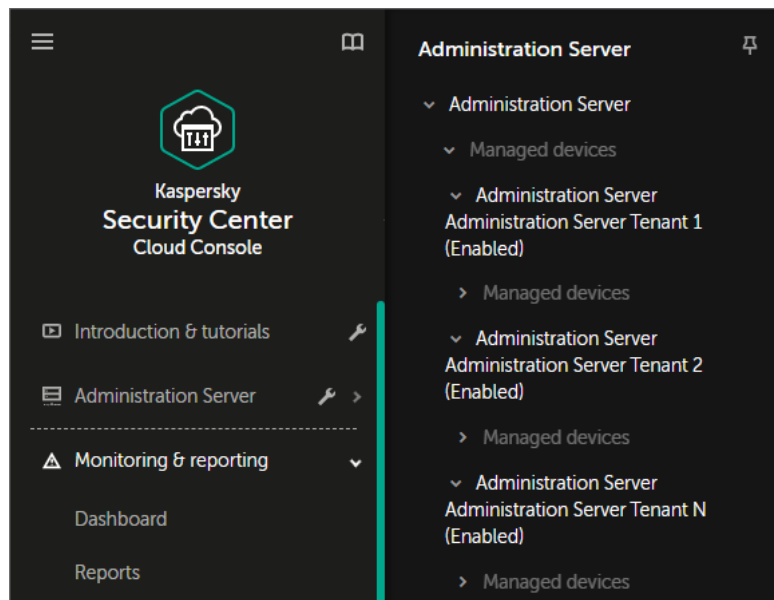 Kaspersky
Security Center
Cloud Console
Introduction & tutorials
Administration Server
Monitoring & reporting
Dashboard
Reports
Administration Server
Administration Server
Managed devices
Administration Server
Administration Server Tenant 1
(Enabled)
Managed devices
Administration Server
Administration Server Tenant 2
(Enabled)
Managed devices
Administration Server
Administration Server Tenant N
(Enabled)
Managed devices